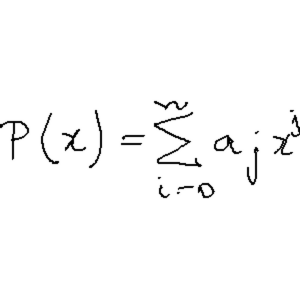 P(x) = \sum_{i=0}^{n} a_j x^j